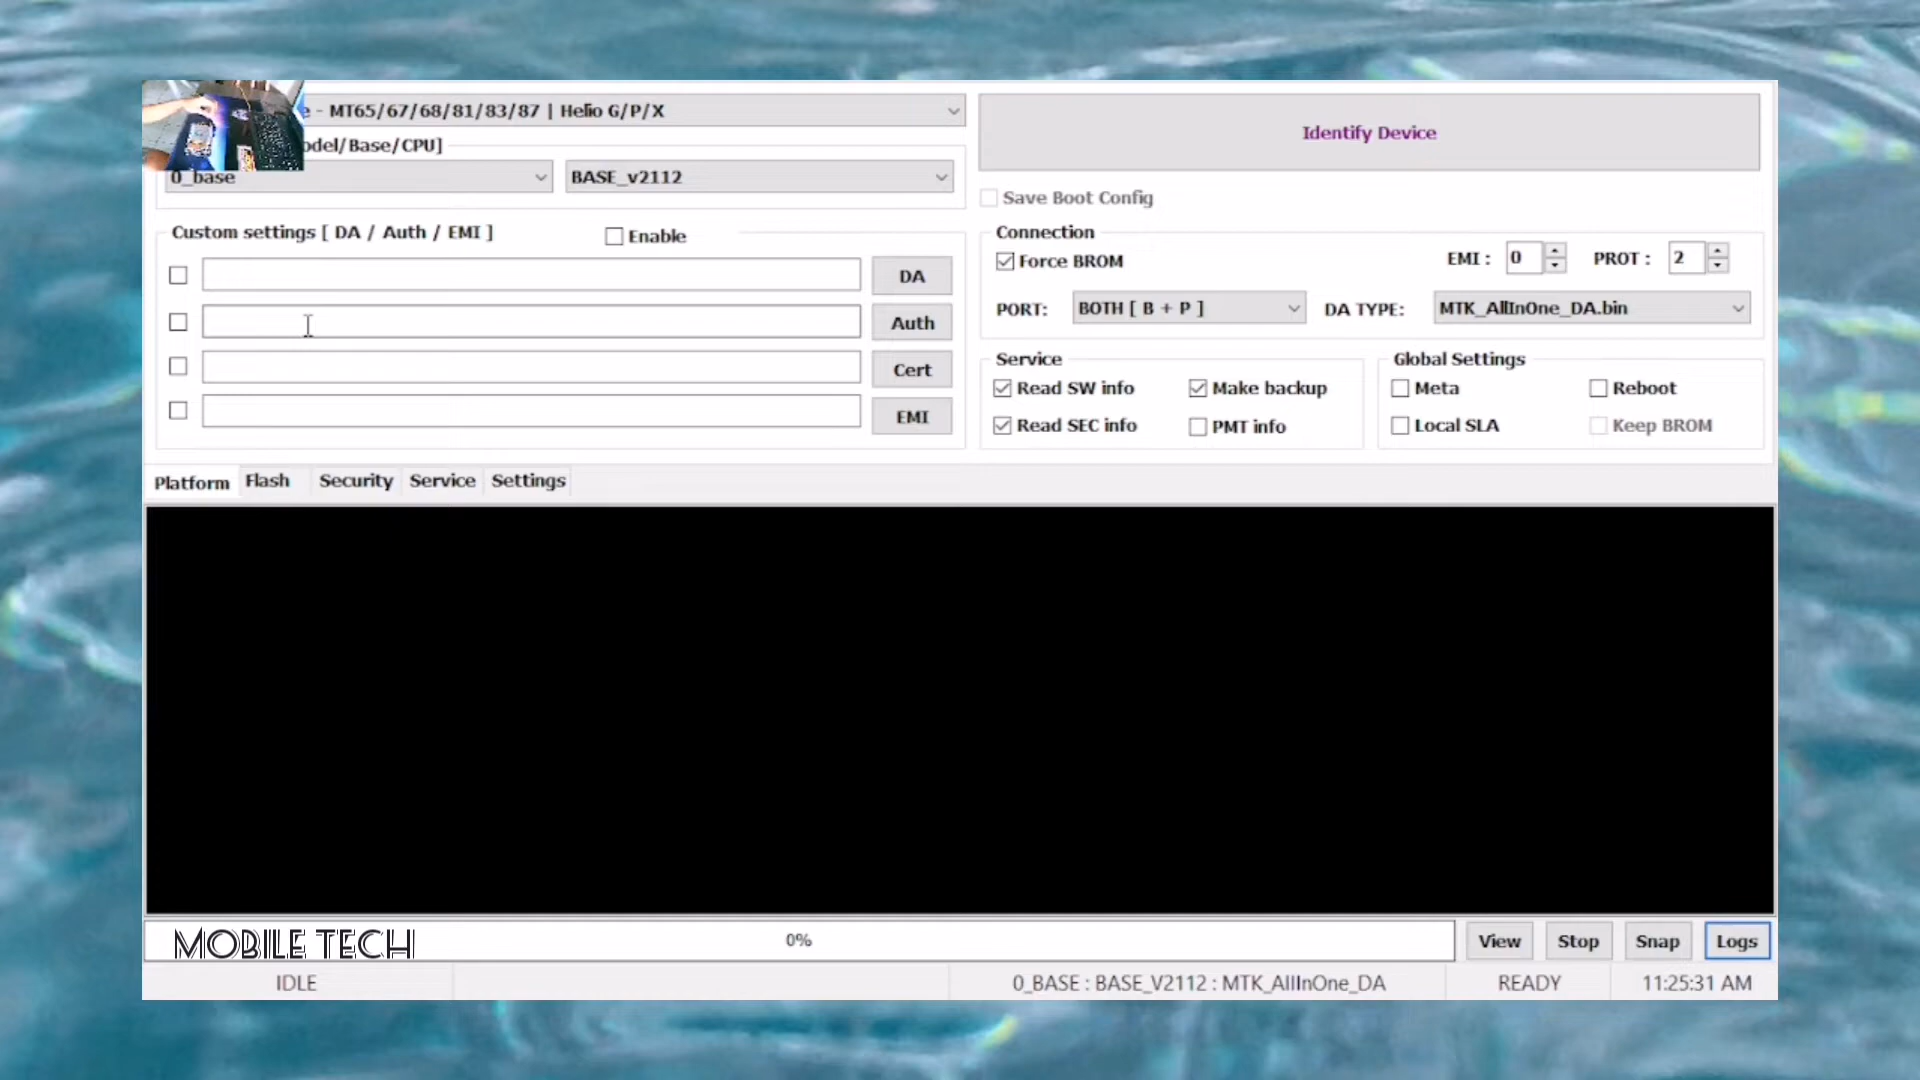 - MT65/67/68/81/83/87 | Helio G/P/X
Identify Device
del/Base/CPU]
0_base
BASE_v2112
Save Boot Config
Custom settings [ DA / Auth / EMI ]
Enable
DA
Auth
Cert
EMI
Connection
Force BROM
EMI :
0
PROT :
2
PORT:
BOTH [ B + P ]
DA TYPE:
MTK_AllInOne_DA.bin
Service
Read SW info
Make backup
Read SEC info
PMT info
Global Settings
Meta
Reboot
Local SLA
Keep BROM
Platform
Flash
Security
Service
Settings
MOBILE TECH
0%
View
Stop
Snap
Logs
IDLE
0_BASE : BASE_V2112 : MTK_AllInOne_DA
READY
11:25:31 AM